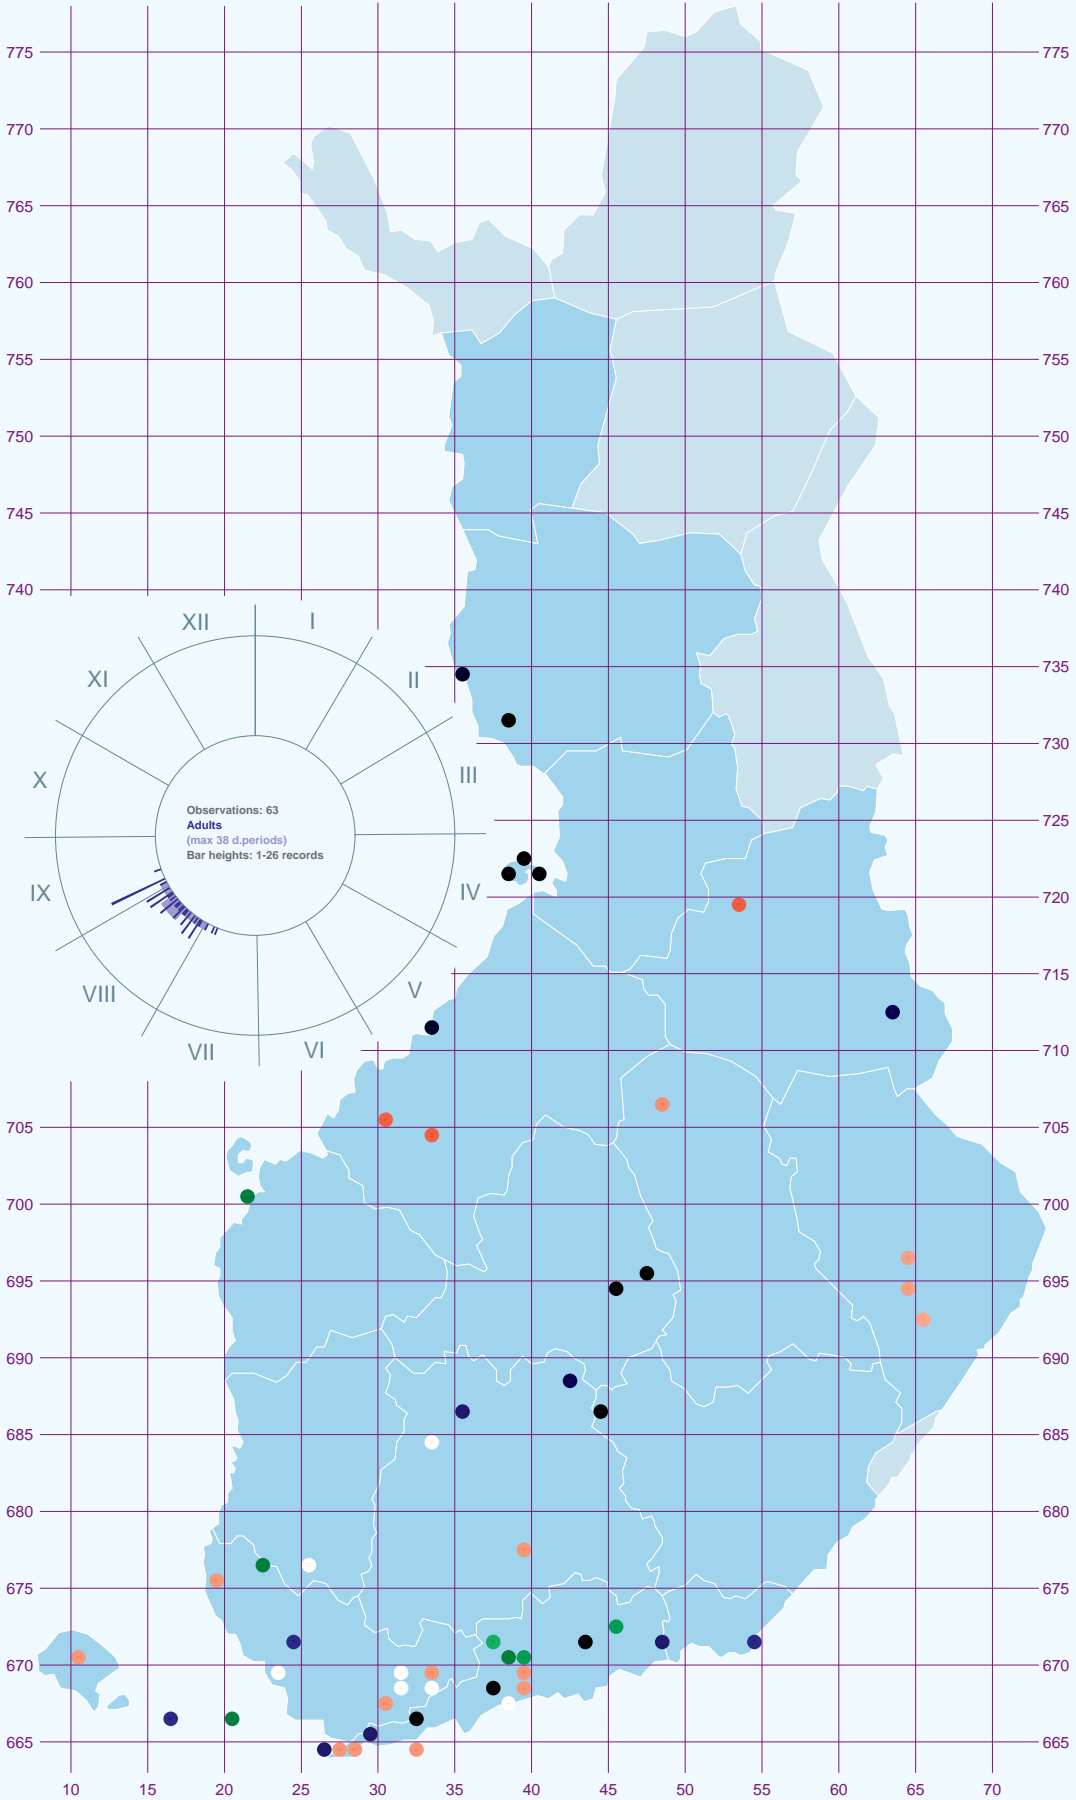 775 775
770 770
765 765
760 760
755 755
750 750
745 745
740 740
XII I
XI II
735 735
730 730
X III
Observations: 63
Adults
(max 38 d.periods)
Bar heights: 1-26 records
725 725
IX IV
720 720
715 715
VIII V
VII VI
710 710
705 705
700 700
695 695
690 690
685 685
680 680
675 675
670 670
665 665
10 15 20 25 30 35 40 45 50 55 60 65 70